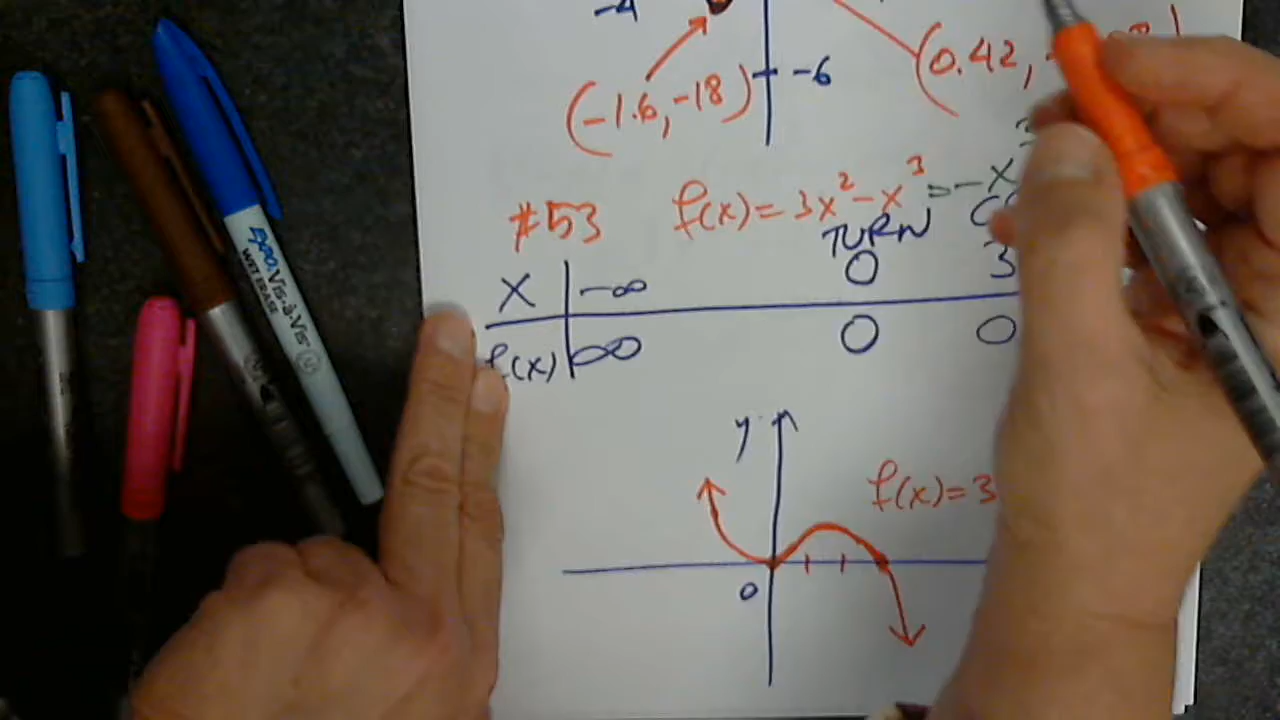 -4
(0.42,
-6
(-1.6, -18)
#53 f(x) = 3x² - x³ = -x
TURN
x -∞ 0 3
f(x) ∞ 0 0
y
f(x) = 3
0
EXPO Vis-à-Vis
WET ERASE